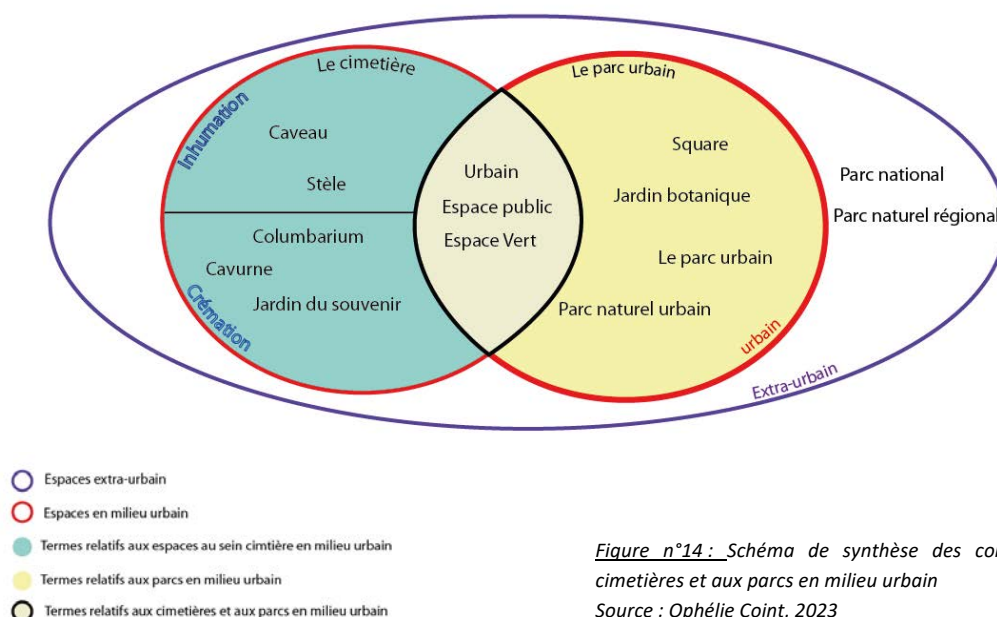 Le cimetière
Le parc urbain
Inhumation
Caveau
Stèle
Columbarium
Cavurne
Jardin du souvenir
Crémation
Urbain
Espace public
Espace Vert
Square
Jardin botanique
Le parc urbain
Parc naturel urbain
urbain
Parc national
Parc naturel régional
Extra-urbain
Espaces extra-urbain
Espaces en milieu urbain
Termes relatifs aux espaces au sein cimtière en milieu urbain
Termes relatifs aux parcs en milieu urbain
Termes relatifs aux cimetières et aux parcs en milieu urbain
Figure n°14 : Schéma de synthèse des
cimetières et aux parcs en milieu urbain
Source : Ophélie Coint, 2023